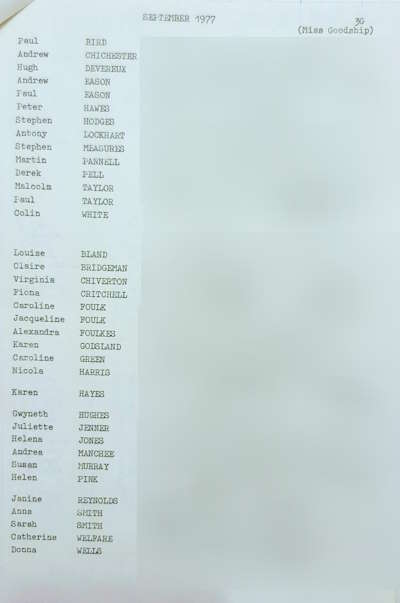 SEPTEMBER 1977 3G
(Miss Goodship)
Paul BIRD
Andrew CHICHESTER
Hugh DEVEREUX
Andrew EASON
Paul EASON
Peter HAWES
Stephen HODGES
Antony LOCKHART
Stephen MEASURES
Martin PARNELL
Derek PELL
Malcolm TAYLOR
Paul TAYLOR
Colin WHITE
Louise BLAND
Claire BRIDGEMAN
Virginia CHIVERTON
Fiona CRITCHELL
Caroline FOULK
Jacqueline FOULK
Alexandra FOULKES
Karen GODSLAND
Caroline GREEN
Nicola HARRIS
Karen HAYES
Gwyneth HUGHES
Juliette JENNER
Helena JONES
Andrea MANCHEE
Susan MURRAY
Helen PINK
Janine REYNOLDS
Anna SMITH
Sarah SMITH
Catherine WELFARE
Donna WELLS